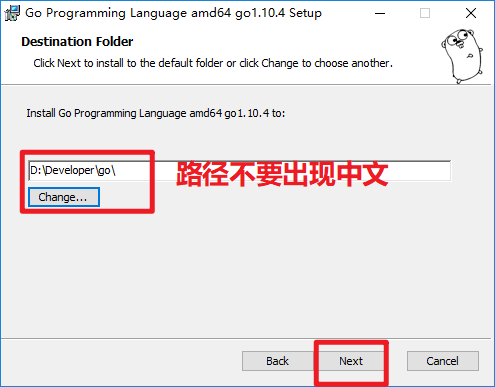 Go Programming Language amd64 go1.10.4 Setup
Destination Folder
Click Next to install to the default folder or click Change to choose another.
Install Go Programming Language amd64 go1.10.4 to:
D:\Developer\go\
路径不要出现中文
Change...
Back
Next
Cancel